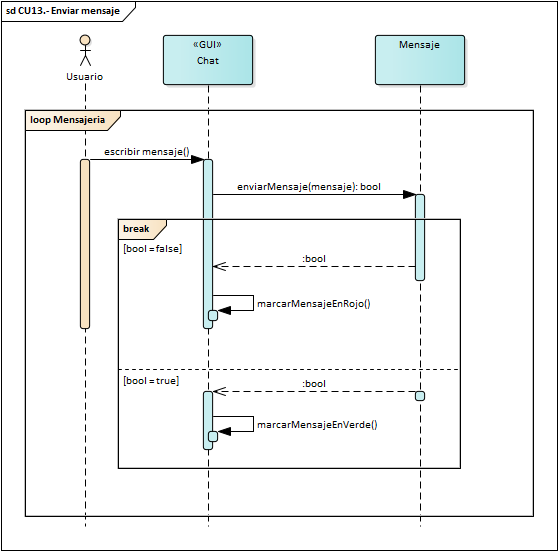 sd CU13.- Enviar mensaje
Usuario
«GUI»
Chat
Mensaje
loop Mensajeria
escribir mensaje()
enviarMensaje(mensaje): bool
break
[bool = false]
:bool
marcarMensajeEnRojo()
[bool = true]
:bool
marcarMensajeEnVerde()